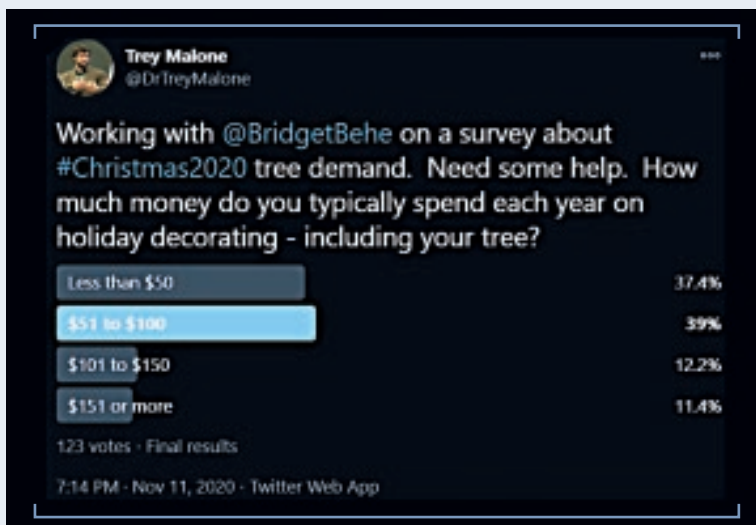 Trey Malone
@DrTreyMalone
Working with @BridgetBehe on a survey about
#Christmas2020 tree demand. Need some help. How
much money do you typically spend each year on
holiday decorating - including your tree?
Less than $50 37.4%
$51 to $100 39%
$101 to $150 12.2%
$151 or more 11.4%
123 votes · Final results
7:14 PM · Nov 11, 2020 · Twitter Web App